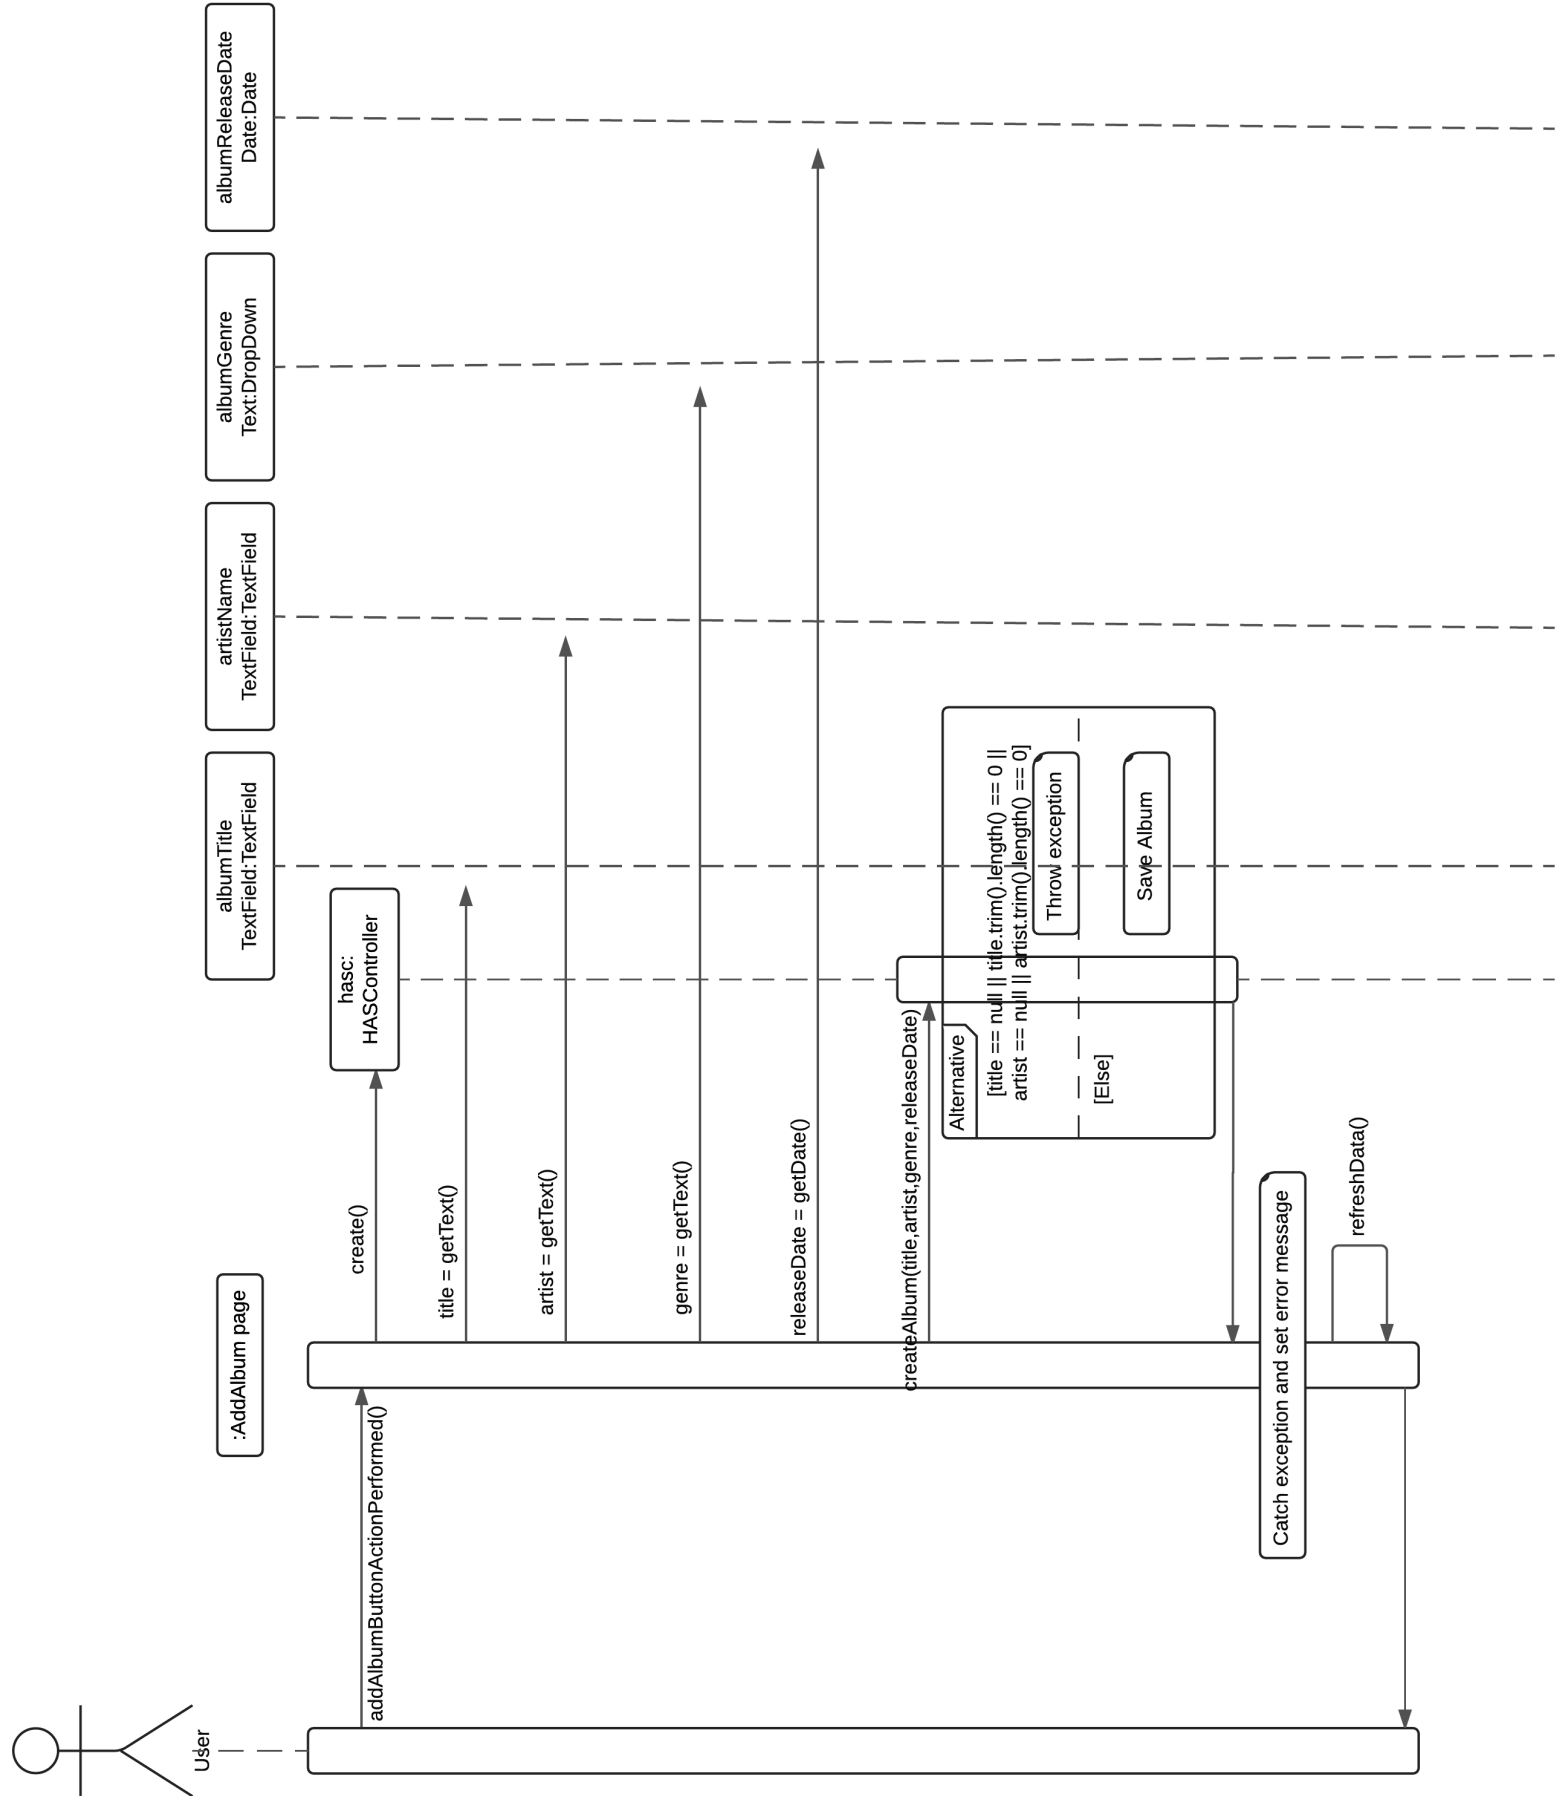 User
:AddAlbum page
albumTitle
TextField:TextField
artistName
TextField:TextField
albumGenre
Text:DropDown
albumReleaseDate
Date:Date
addAlbumButtonActionPerformed()
create()
hasc:
HASController
title = getText()
artist = getText()
genre = getText()
releaseDate = getDate()
createAlbum(title,artist,genre,releaseDate)
Alternative
[title == null || title.trim().length() == 0 ||
artist == null || artist.trim().length() == 0]
Throw exception
[Else]
Save Album
Catch exception and set error message
refreshData()